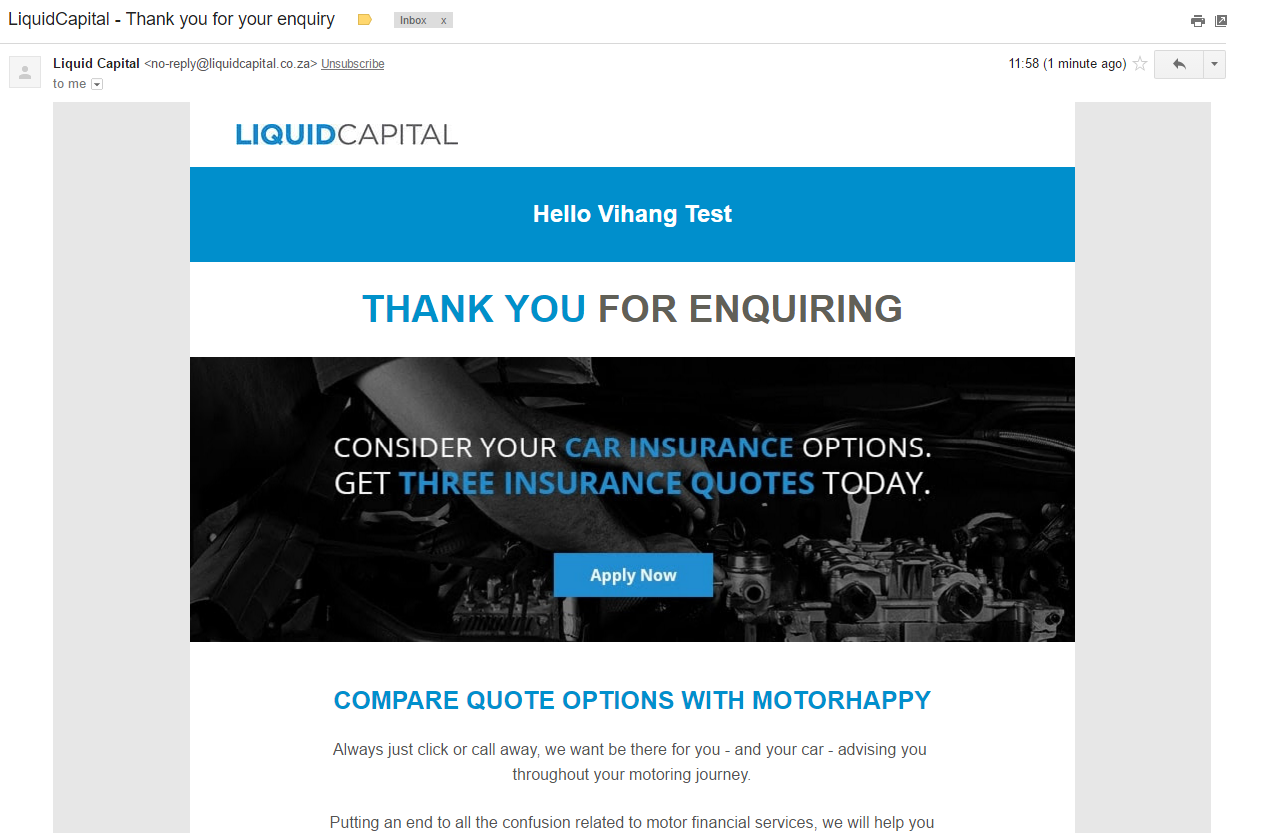 LiquidCapital - Thank you for your enquiry Inbox x
Liquid Capital <no-reply@liquidcapital.co.za> Unsubscribe 11:58 (1 minute ago)
to me
LIQUIDCAPITAL
Hello Vihang Test
THANK YOU FOR ENQUIRING
CONSIDER YOUR CAR INSURANCE OPTIONS.
GET THREE INSURANCE QUOTES TODAY.
Apply Now
COMPARE QUOTE OPTIONS WITH MOTORHAPPY
Always just click or call away, we want be there for you - and your car - advising you
throughout your motoring journey.
Putting an end to all the confusion related to motor financial services, we will help you